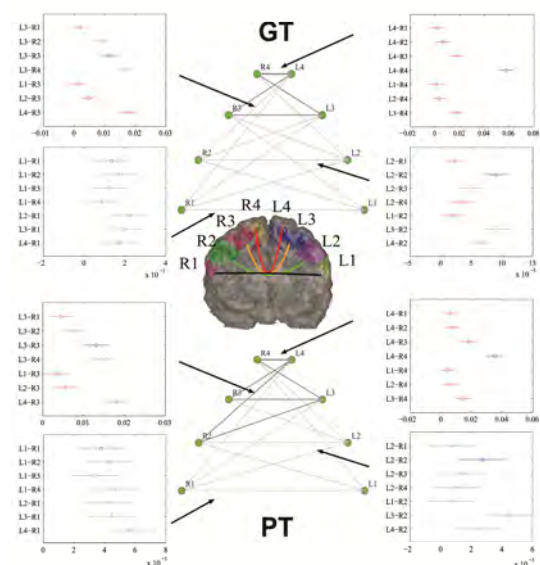 GT
L3-R1
L3-R2
L3-R3
L3-R4
L1-R3
L2-R3
L4-R3
-0.01 0 0.01 0.02 0.03
L4-R1
L4-R2
L4-R3
L4-R4
L1-R4
L2-R4
L3-R4
-0.02 0 0.02 0.04 0.06 0.08
R4 L4
L3
R2 L2
R1 L1
L1-R1
L1-R2
L1-R3
L1-R4
L2-R1
L3-R1
L4-R1
-2 0 2 4
L2-R1
L2-R2
L2-R3
L2-R4
L1-R2
L3-R2
L4-R2
-5 0 5 10 15
R4 L4
R3 L3
R2 L2
R1 L1
L3-R1
L3-R2
L3-R3
L3-R4
L1-R3
L2-R3
L4-R3
0 0.01 0.02 0.03
L4-R1
L4-R2
L4-R3
L4-R4
L1-R4
L2-R4
L3-R4
-0.02 0 0.02 0.04 0.06
R4 L4
L3
R2 L2
R1 L1
L1-R1
L1-R2
L1-R3
L1-R4
L2-R1
L3-R1
L4-R1
0 2 4 6 8
L2-R1
L2-R2
L2-R3
L2-R4
L1-R2
L3-R2
L4-R2
-2 0 2 4 6
PT